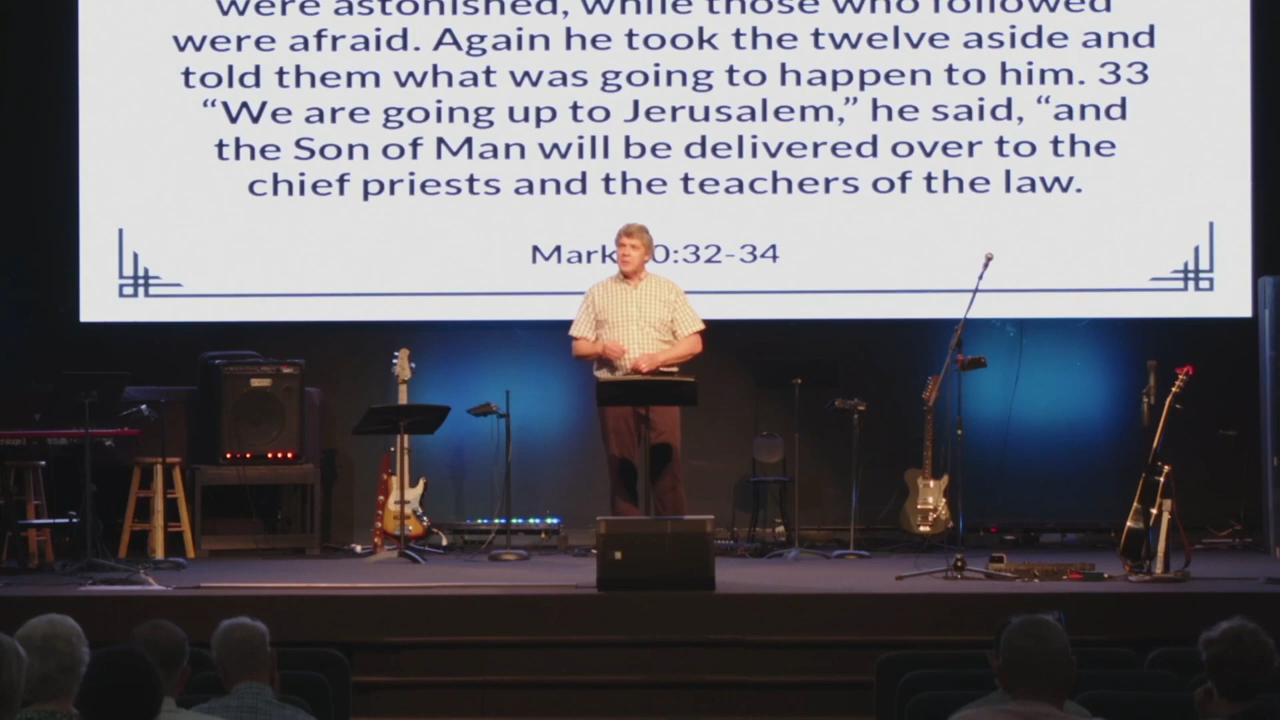 were astonished, while those who followed
were afraid. Again he took the twelve aside and
told them what was going to happen to him. 33
“We are going up to Jerusalem,” he said, “and
the Son of Man will be delivered over to the
chief priests and the teachers of the law.
Mark 0:32-34